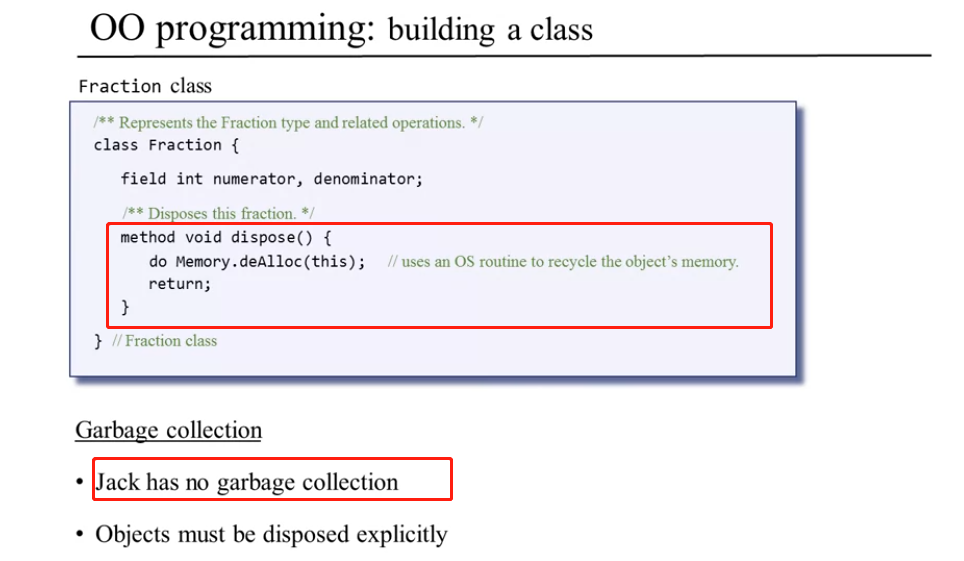 OO programming: building a class
Fraction class
/** Represents the Fraction type and related operations. */
class Fraction {
field int numerator, denominator;
/** Disposes this fraction. */
method void dispose() {
do Memory.deAlloc(this); // uses an OS routine to recycle the object's memory.
return;
}
} // Fraction class
Garbage collection
• Jack has no garbage collection
• Objects must be disposed explicitly